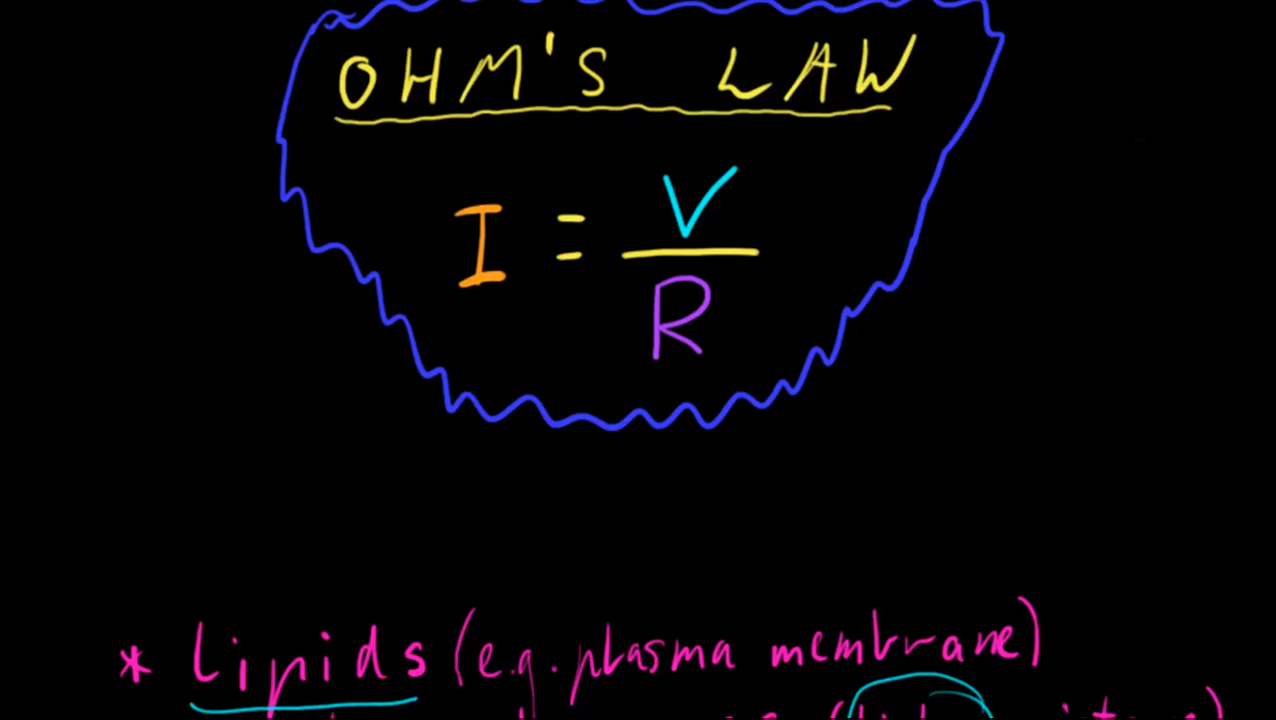 OHM'S LAW
I = V
R
* Lipids (e.g. plasma membrane)